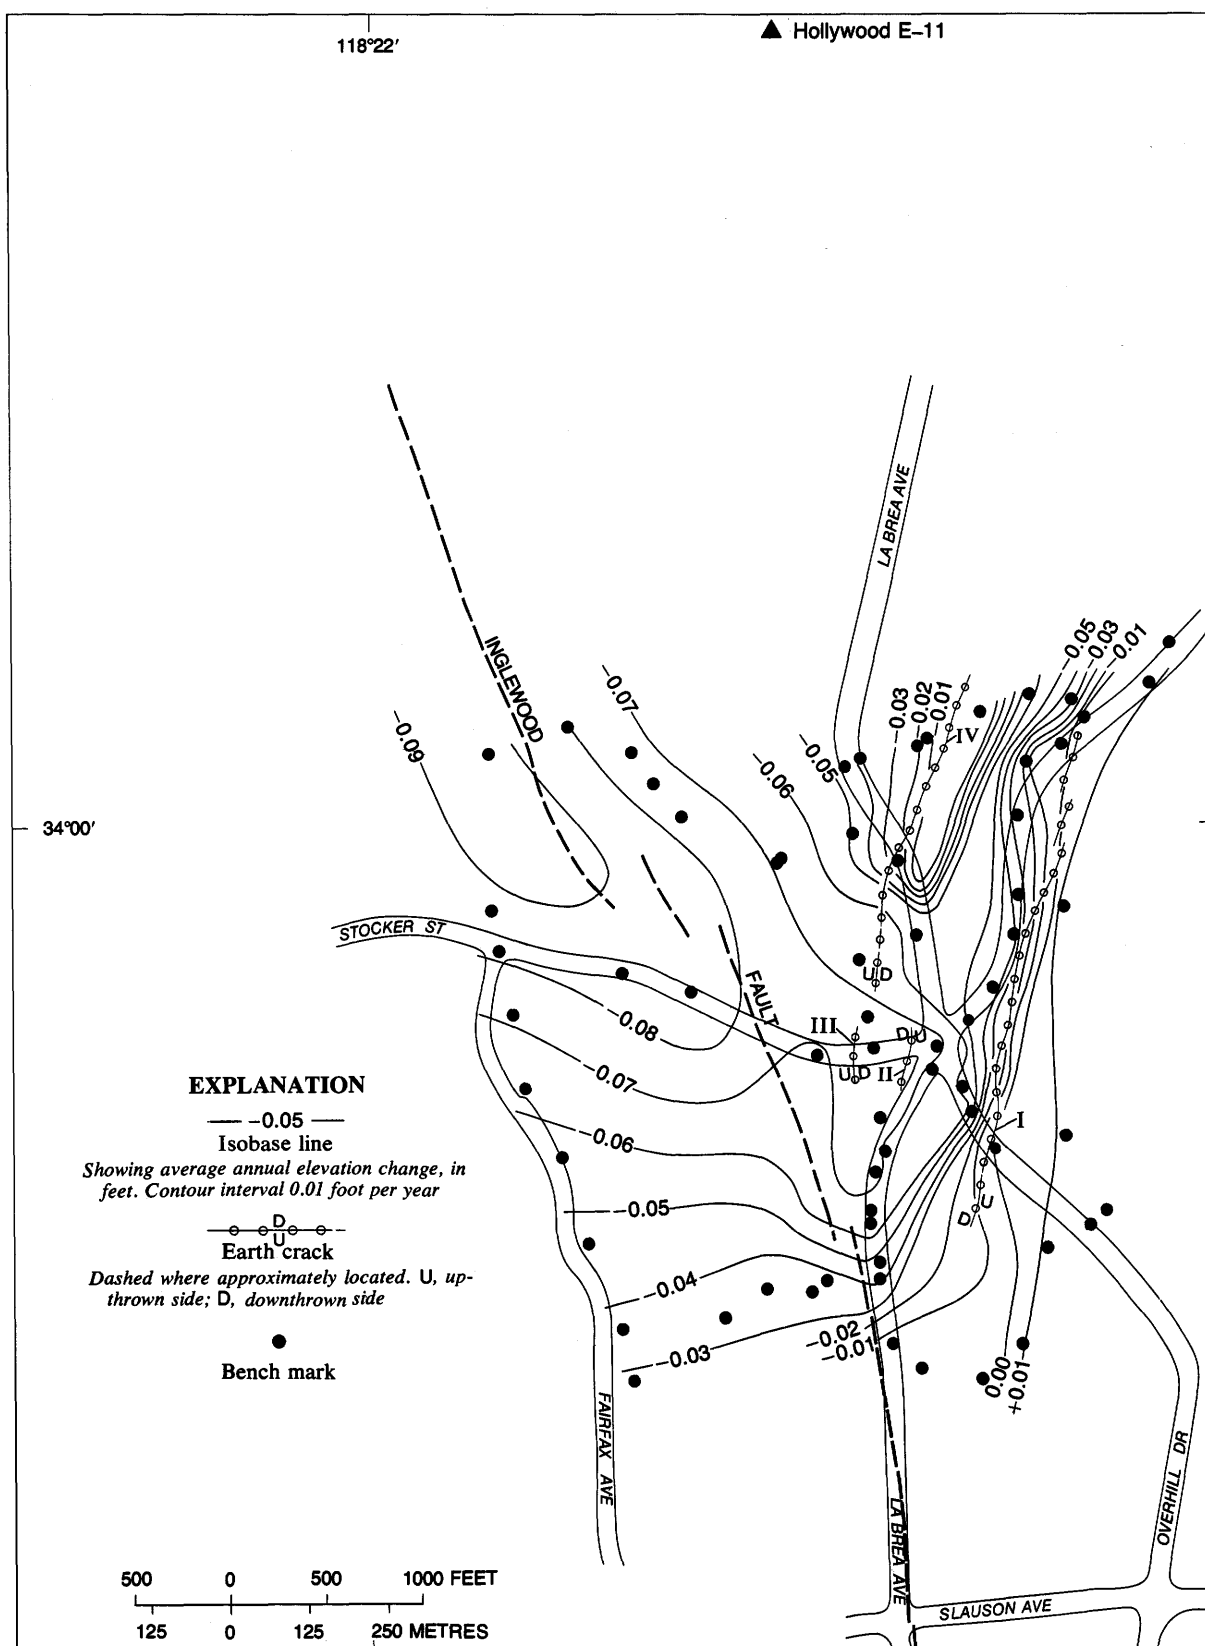 Hollywood E–11
118°22'
LA BREA AVE
INGLEWOOD
−0.07
−0.09
−0.05
−0.03
−0.01
−0.03
−0.02
−0.01
IV
−0.05
−0.06
34°00'
STOCKER ST
U D
FAULT
−0.08
III
D U
U D
II
−0.07
I
−0.06
−0.05
U
D
−0.04
−0.03
−0.02
−0.01
0.00
+0.01
EXPLANATION
−0.05
Isobase line
Showing average annual elevation change, in
feet. Contour interval 0.01 foot per year
D
U
Earth crack
Dashed where approximately located. U, up-
thrown side; D, downthrown side
Bench mark
FAIRFAX AVE
LA BREA AVE
OVERHILL DR
SLAUSON AVE
500 0 500 1000 FEET
125 0 125 250 METRES